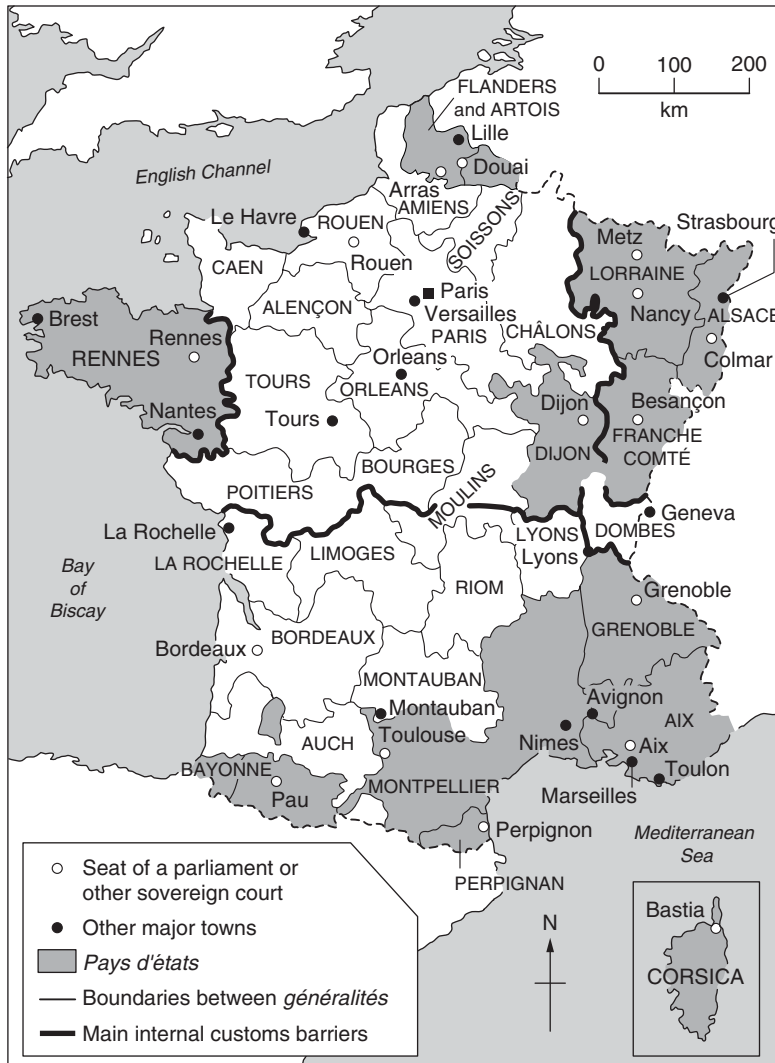 FLANDERS
and ARTOIS
0 100 200
km
Lille
Douai
English Channel
Arras
AMIENS
Le Havre
ROUEN
Rouen
SOISSONS
Strasbourg
Metz
LORRAINE
CAEN
ALENÇON
Paris
Versailles
PARIS
CHÂLONS
Nancy
ALSACE
Brest
Rennes
RENNES
Orleans
ORLEANS
Colmar
TOURS
Tours
Nantes
Dijon
DIJON
Besançon
FRANCHE
COMTÉ
BOURGES
MOULINS
POITIERS
La Rochelle
LA ROCHELLE
LIMOGES
LYONS
Lyons
DOMBES
Geneva
Bay
of
Biscay
RIOM
Grenoble
GRENOBLE
Bordeaux
BORDEAUX
MONTAUBAN
Montauban
Avignon
AIX
AUCH
Toulouse
Nimes
Aix
Toulon
BAYONNE
Pau
MONTPELLIER
Marseilles
Perpignon
PERPIGNAN
Mediterranean
Sea
Seat of a parliament or
other sovereign court
Other major towns
Pays d'états
Boundaries between généralités
Main internal customs barriers
N
Bastia
CORSICA